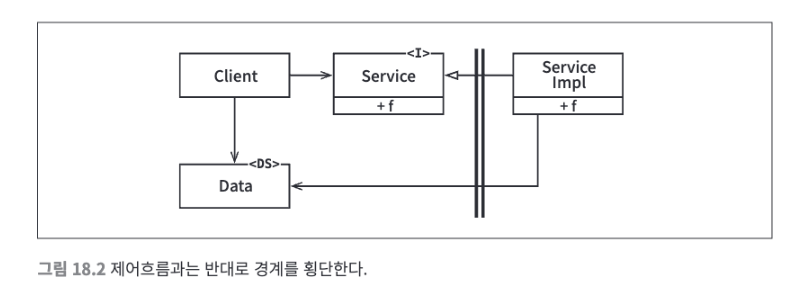 <I>
Client
Service
Service
Impl
+ f
+ f
<DS>
Data
그림 18.2 제어흐름과는 반대로 경계를 횡단한다.